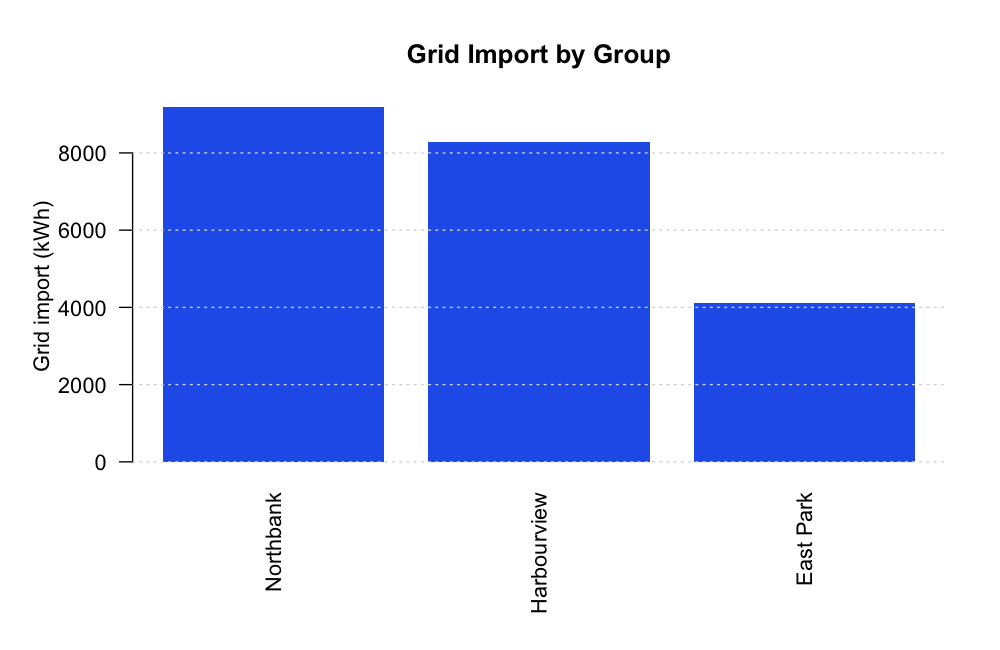 Grid Import by Group
Grid import (kWh)
8000
6000
4000
2000
0
Northbank
Harbourview
East Park